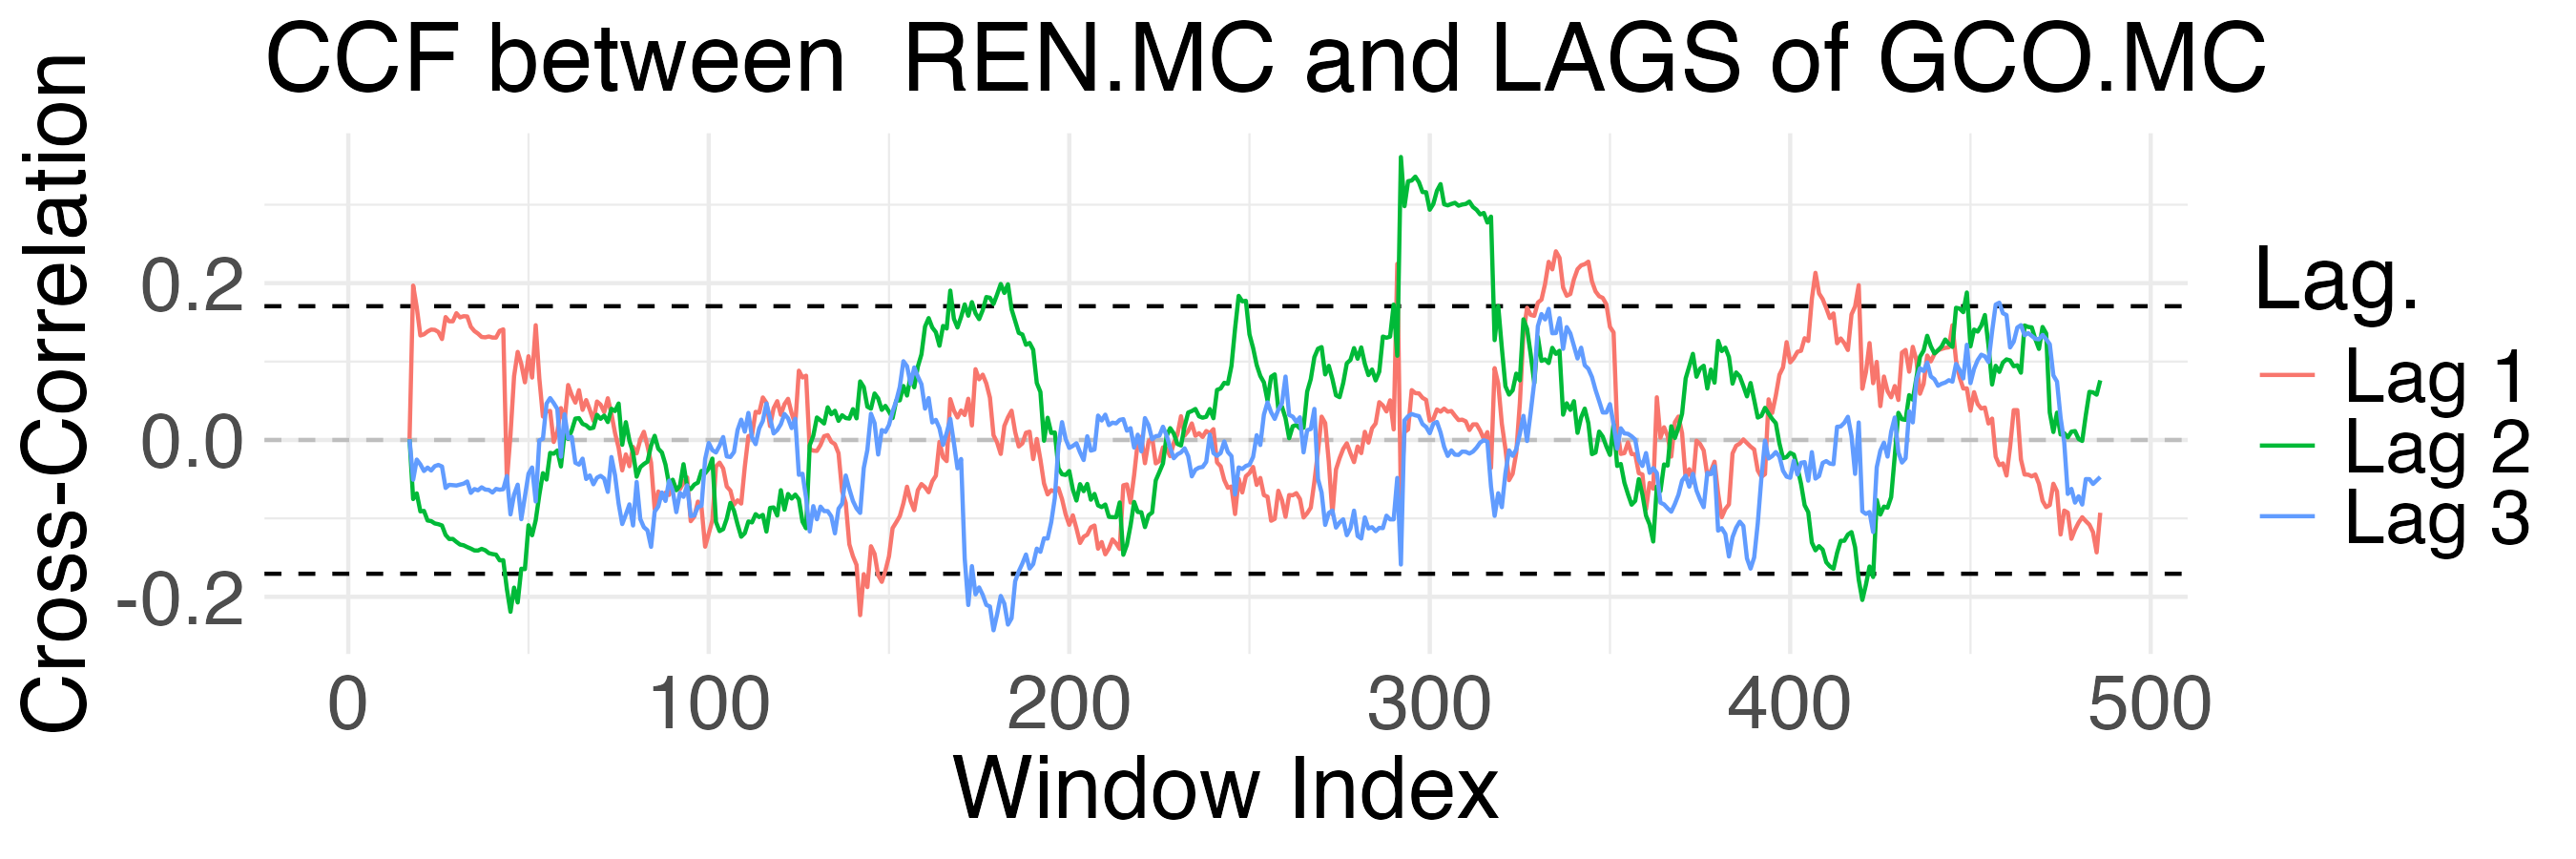 CCF between  REN.MC and LAGS of GCO.MC
Cross-Correlation
0.2
0.0
-0.2
0 100 200 300 400 500
Window Index
Lag.
Lag 1
Lag 2
Lag 3